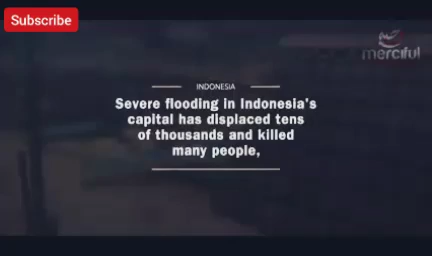 Subscribe
merciful
INDONESIA
Severe flooding in Indonesia's
capital has displaced tens
of thousands and killed
many people,